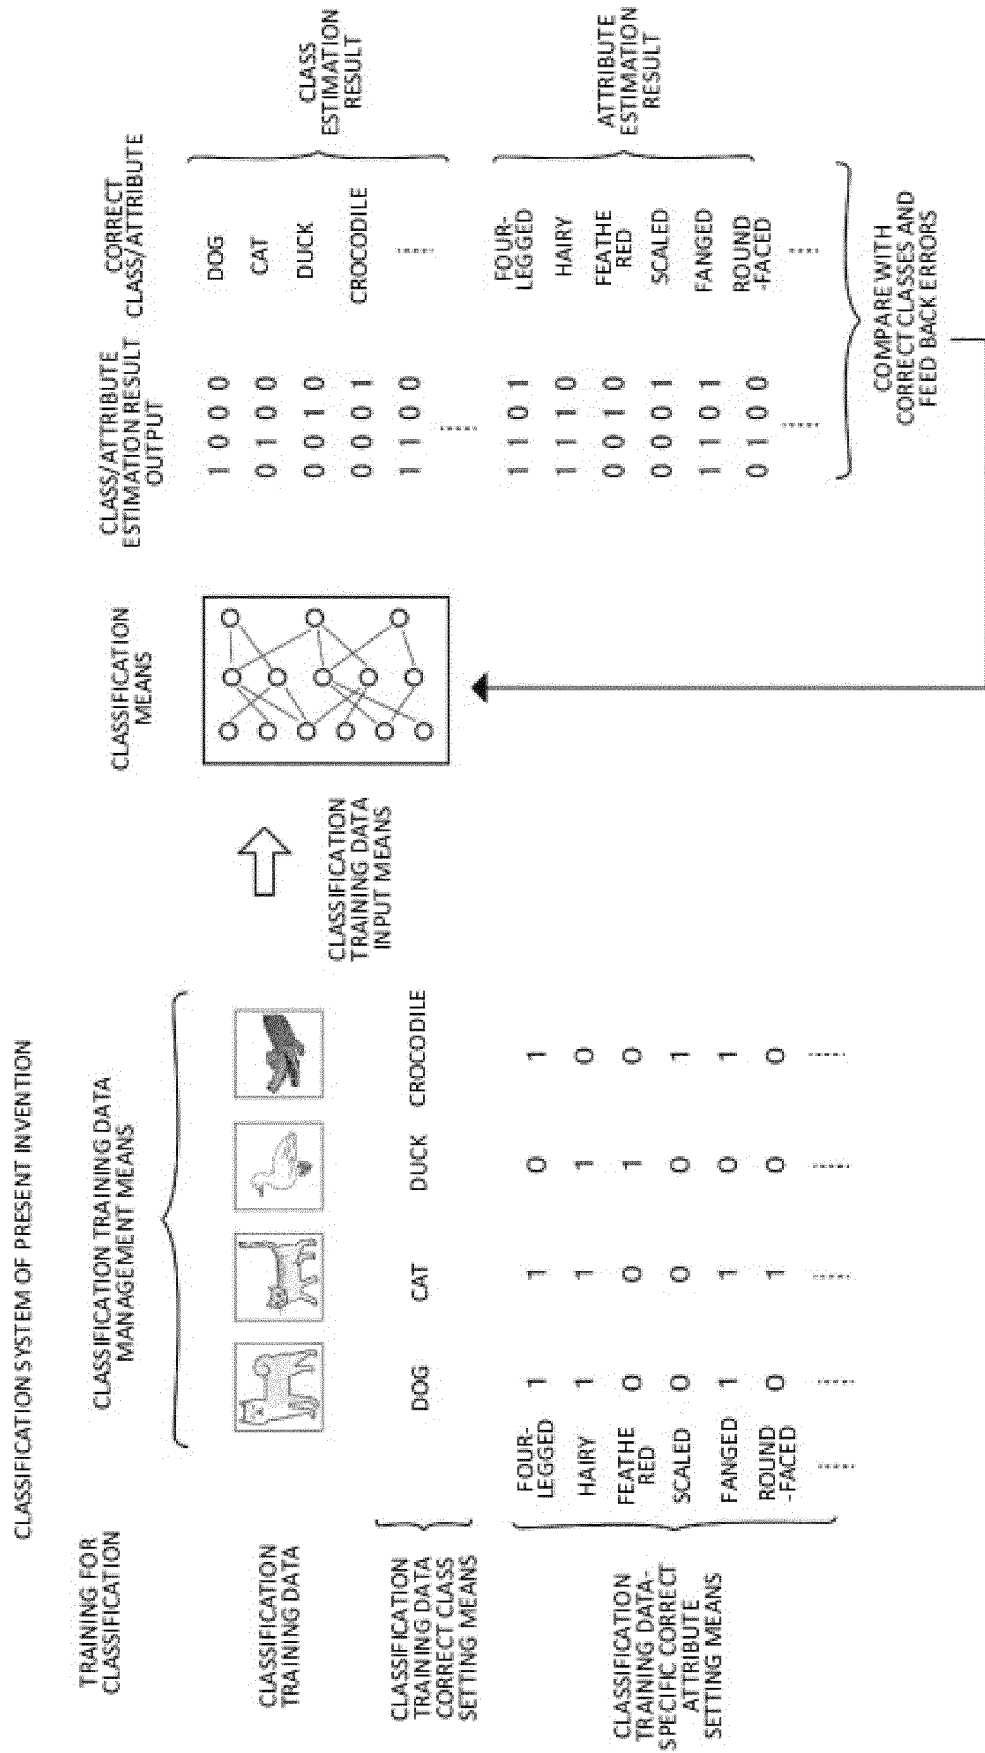 CLASSIFICATION SYSTEM OF PRESENT INVENTION
TRAINING FOR
CLASSIFICATION
CLASSIFICATION TRAINING DATA
MANAGEMENT MEANS
CLASSIFICATION
TRAINING DATA
CLASSIFICATION
TRAINING DATA
CORRECT CLASS
SETTING MEANS
DOG CAT DUCK CROCODILE
CLASSIFICATION
TRAINING DATA-
SPECIFIC CORRECT
ATTRIBUTE
SETTING MEANS
FOUR-
LEGGED 1 1 0 1
HAIRY 1 1 1 0
FEATHE
RED 0 0 1 0
SCALED 0 0 0 1
FANGED 1 1 0 1
ROUND
-FACED 0 1 0 0
CLASSIFICATION
TRAINING DATA
INPUT MEANS
CLASSIFICATION
MEANS
CLASS/ATTRIBUTE
ESTIMATION RESULT
OUTPUT
CORRECT
CLASS/ATTRIBUTE
1 0 0 0 DOG
0 1 0 0 CAT
0 0 1 0 DUCK
0 0 0 1 CROCODILE
1 1 0 0
CLASS
ESTIMATION
RESULT
1 1 0 1 FOUR-
LEGGED
1 1 1 0 HAIRY
0 0 1 0 FEATHE
RED
0 0 0 1 SCALED
1 1 0 1 FANGED
0 1 0 0 ROUND
-FACED
ATTRIBUTE
ESTIMATION
RESULT
COMPARE WITH
CORRECT CLASSES AND
FEED BACK ERRORS